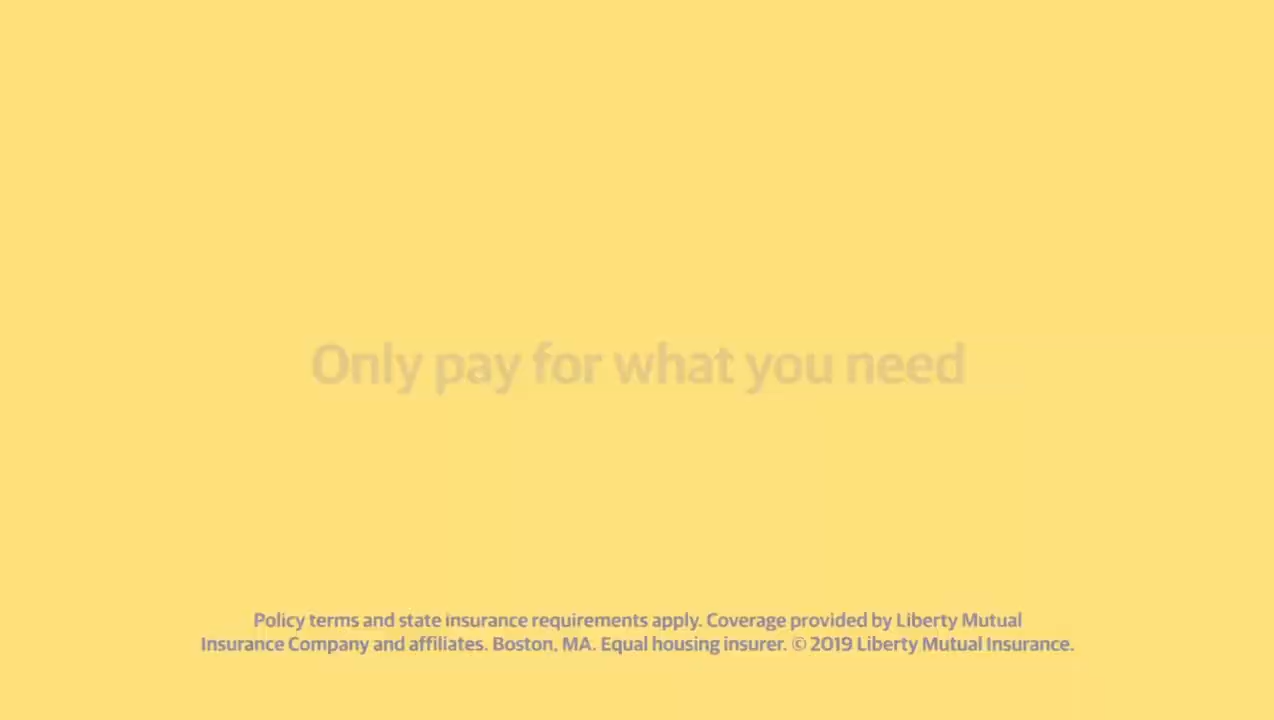 Only pay for what you need
Policy terms and state insurance requirements apply. Coverage provided by Liberty Mutual
Insurance Company and affiliates. Boston, MA. Equal housing insurer. © 2019 Liberty Mutual Insurance.